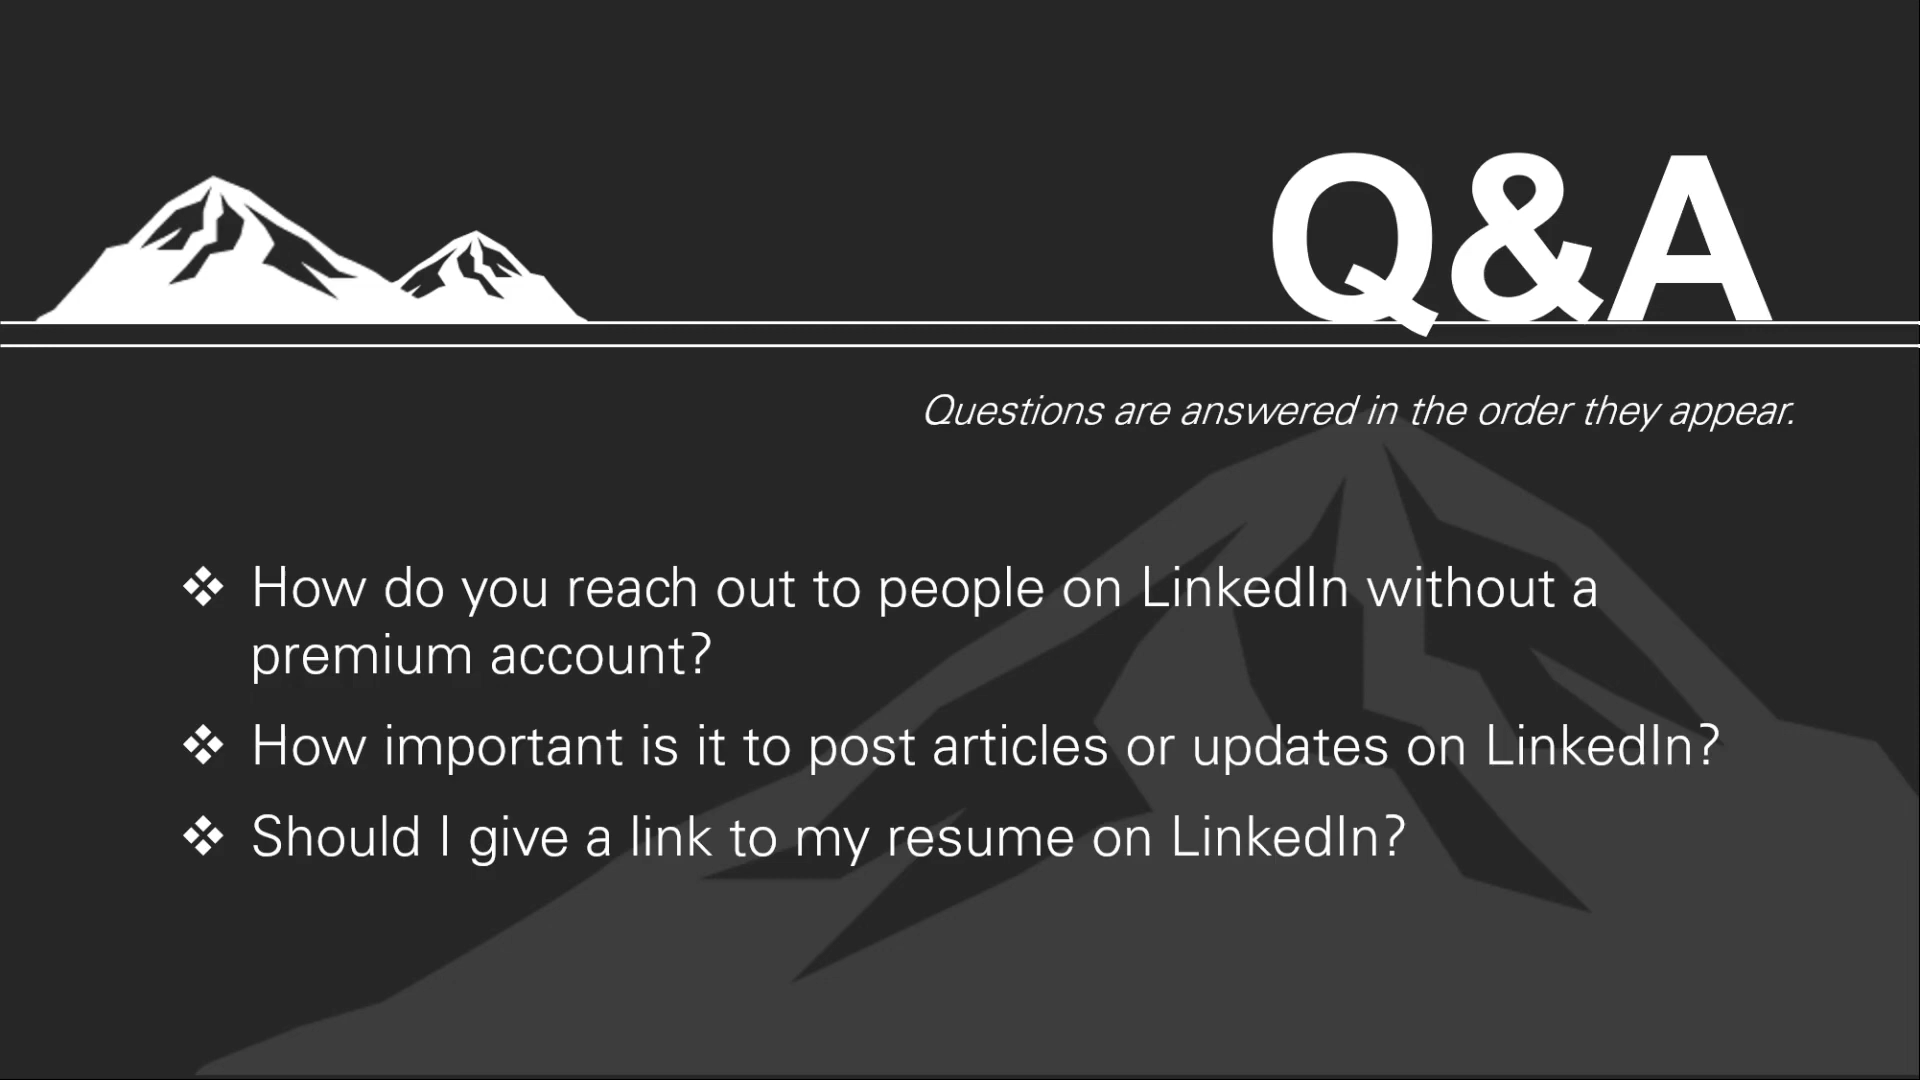 Q&A
Questions are answered in the order they appear.
❖ How do you reach out to people on LinkedIn without a
premium account?
❖ How important is it to post articles or updates on LinkedIn?
❖ Should I give a link to my resume on LinkedIn?